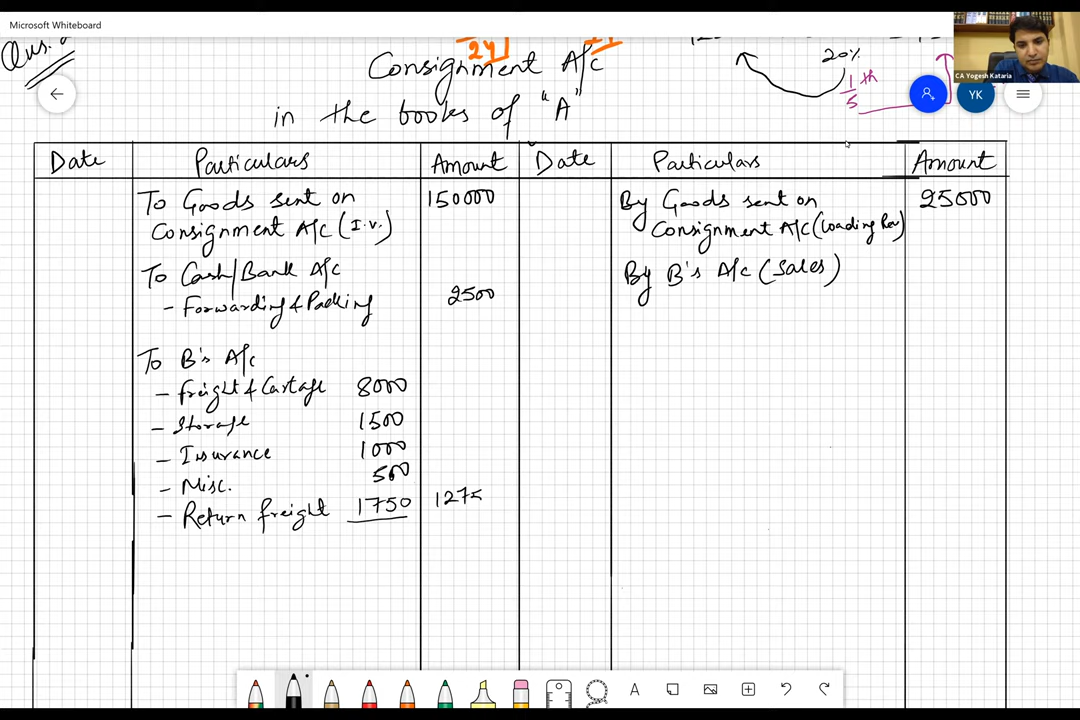 Microsoft Whiteboard
Consignment A/c
in the books of "A"
20%
1/5 th
CA Yogesh Kataria
YK
Date Particulars Amount Date Particulars Amount
To Goods sent on 150000 By Goods sent on 25000
Consignment A/c (I.V.) Consignment A/c (Loading Rev)
To Cash/Bank A/c By B's A/c (Sales)
- Forwarding & Packing 2500
To B's A/c
- Freight & Cartage 8000
- Storage 1500
- Insurance 1000
- Misc. 500
- Return freight 1750 1275